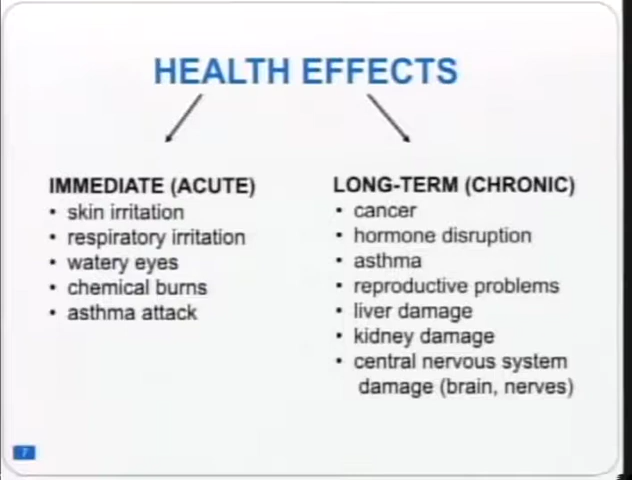 HEALTH EFFECTS
IMMEDIATE (ACUTE)
• skin irritation
• respiratory irritation
• watery eyes
• chemical burns
• asthma attack
LONG-TERM (CHRONIC)
• cancer
• hormone disruption
• asthma
• reproductive problems
• liver damage
• kidney damage
• central nervous system
damage (brain, nerves)
7